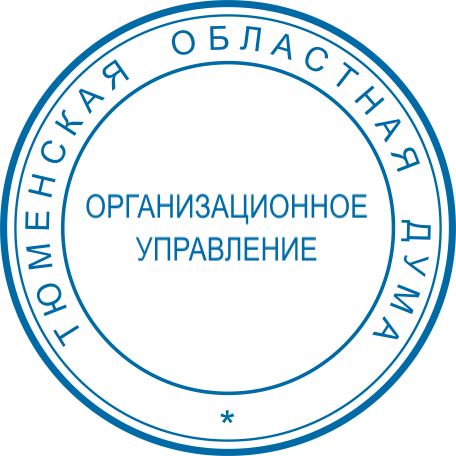 ТЮМЕНСКАЯ ОБЛАСТНАЯ ДУМА
ОРГАНИЗАЦИОННОЕ
УПРАВЛЕНИЕ
*